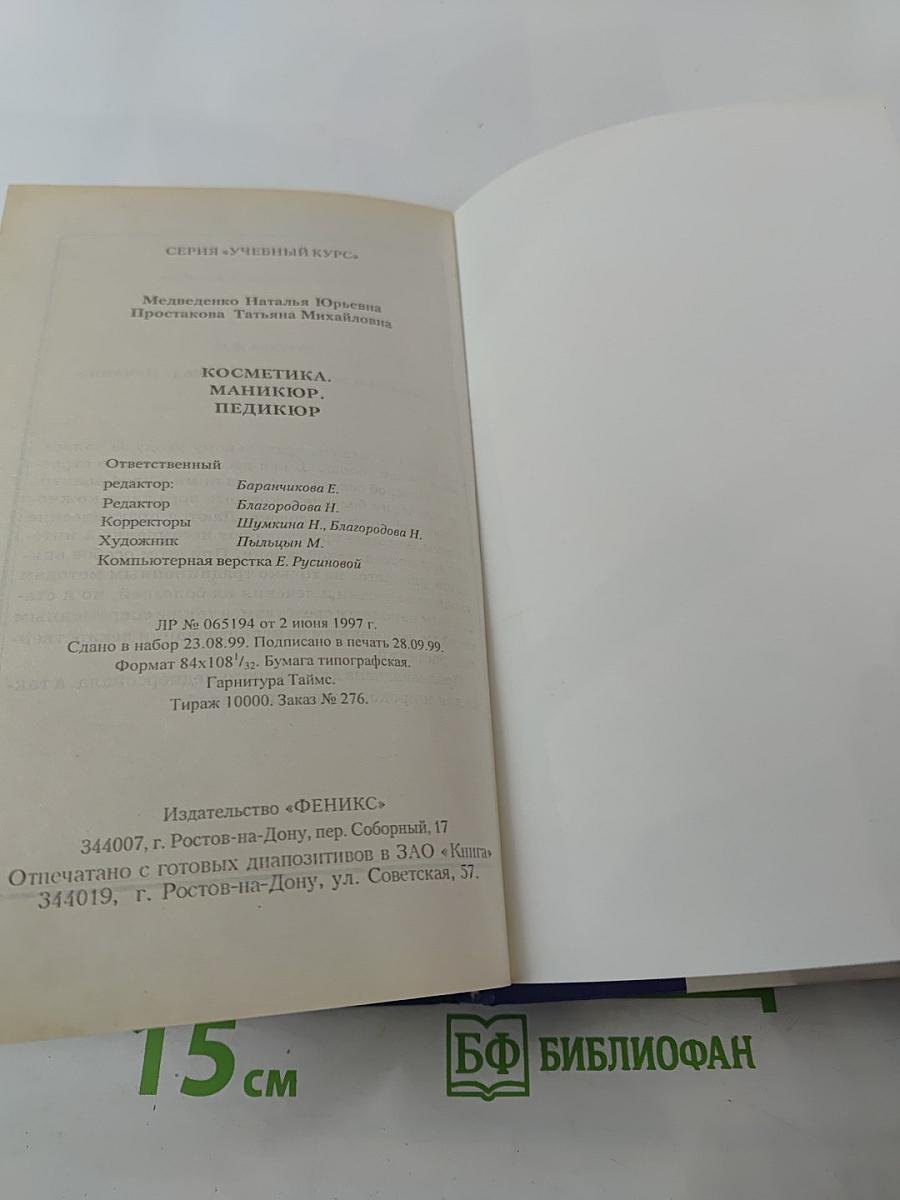 СЕРИЯ «УЧЕБНЫЙ КУРС»
Медведенко Наталья Юрьевна
Простакова Татьяна Михайловна
КОСМЕТИКА.
МАНИКЮР.
ПЕДИКЮР
Ответственный
редактор: Баранчикова Е.
Редактор Благородова Н.
Корректоры Шумкина Н., Благородова Н.
Художник Пыльцын М.
Компьютерная верстка Е. Русиновой
ЛР № 065194 от 2 июня 1997 г.
Сдано в набор 23.08.99. Подписано в печать 28.09.99.
Формат 84х108¹/₃₂. Бумага типографская.
Гарнитура Таймс.
Тираж 10000. Заказ № 276.
Издательство «ФЕНИКС»
344007, г. Ростов-на-Дону, пер. Соборный, 17
Отпечатано с готовых диапозитивов в ЗАО «Книга»
344019, г. Ростов-на-Дону, ул. Советская, 57.
15 см
БФ БИБЛИОФАН